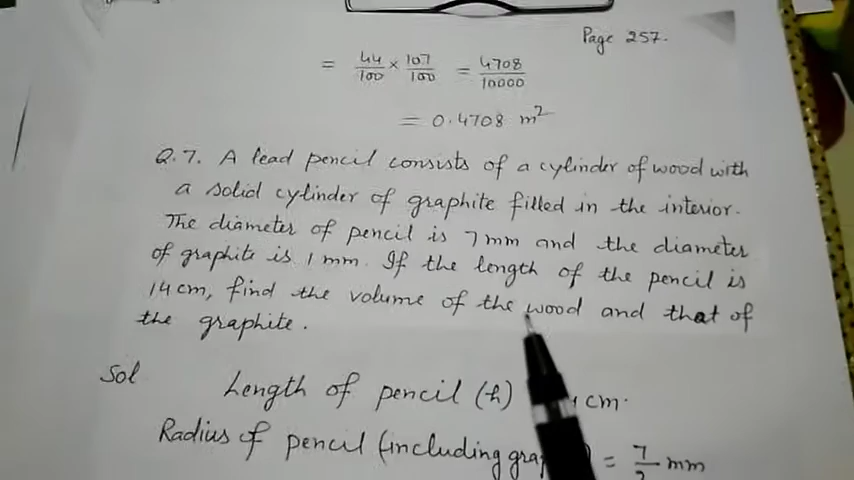 Page 257.
= 44/100 × 107/100 = 4708/10000
= 0.4708 m²
Q.7. A lead pencil consists of a cylinder of wood with
a solid cylinder of graphite filled in the interior.
The diameter of pencil is 7mm and the diameter
of graphite is 1 mm. If the length of the pencil is
14 cm, find the volume of the wood and that of
the graphite.
Sol
Length of pencil (h) cm.
Radius of pencil (including = 7/2 mm